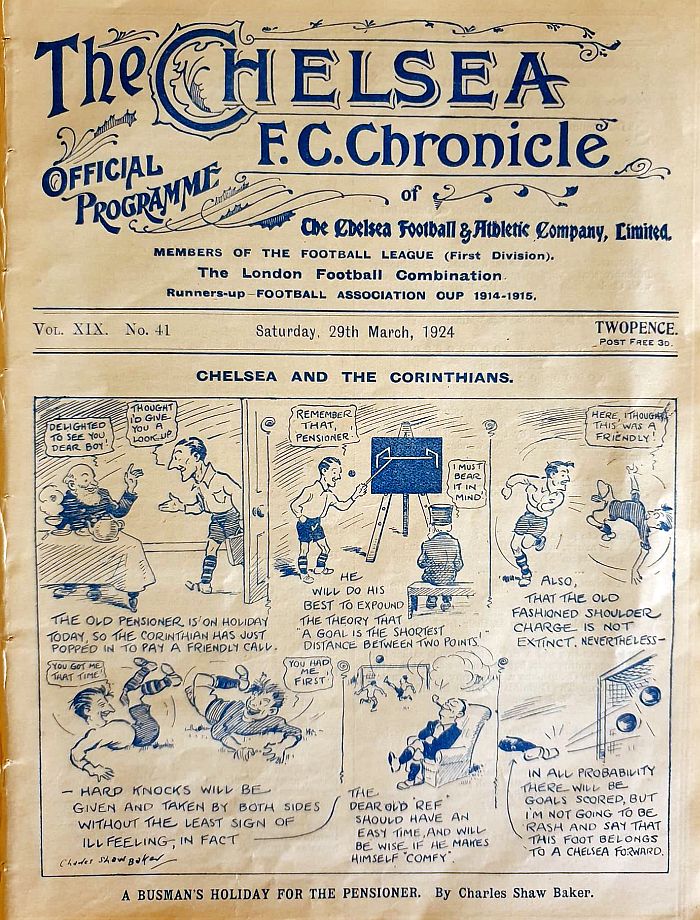 The CHELSEA
F.C. Chronicle
OFFICIAL
PROGRAMME
of
The Chelsea Football & Athletic Company, Limited.
MEMBERS OF THE FOOTBALL LEAGUE (First Division).
The London Football Combination.
Runners-up—FOOTBALL ASSOCIATION CUP 1914-1915.
VOL. XIX. No. 41
Saturday, 29th March, 1924
TWOPENCE.
POST FREE 3D.
CHELSEA AND THE CORINTHIANS.
DELIGHTED
TO SEE YOU,
DEAR BOY!
THOUGHT
I'D GIVE
YOU A
LOOK-UP
THE OLD PENSIONER IS ON HOLIDAY
TODAY, SO THE CORINTHIAN HAS JUST
POPPED IN TO PAY A FRIENDLY CALL.
REMEMBER
THAT,
PENSIONER!
I MUST
BEAR
IT IN
MIND
HE
WILL DO HIS
BEST TO EXPOUND
THE THEORY THAT
"A GOAL IS THE SHORTEST
DISTANCE BETWEEN TWO POINTS"!—
HERE, I THOUGHT
THIS WAS A
FRIENDLY!
ALSO,
THAT THE OLD
FASHIONED SHOULDER
CHARGE IS NOT
EXTINCT. NEVERTHELESS—
YOU GOT ME
THAT TIME!
YOU HAD
ME
FIRST!
— HARD KNOCKS WILL BE
GIVEN AND TAKEN BY BOTH SIDES
WITHOUT THE LEAST SIGN OF
ILL FEELING, IN FACT
Charles Shaw Baker
THE
DEAR OLD "REF"
SHOULD HAVE AN
EASY TIME, AND WILL
BE WISE IF HE MAKES
HIMSELF "COMFY".
IN ALL PROBABILITY
THERE WILL BE
GOALS SCORED, BUT
I'M NOT GOING TO BE
RASH AND SAY THAT
THIS FOOT BELONGS
TO A CHELSEA FORWARD.
A BUSMAN'S HOLIDAY FOR THE PENSIONER. By Charles Shaw Baker.